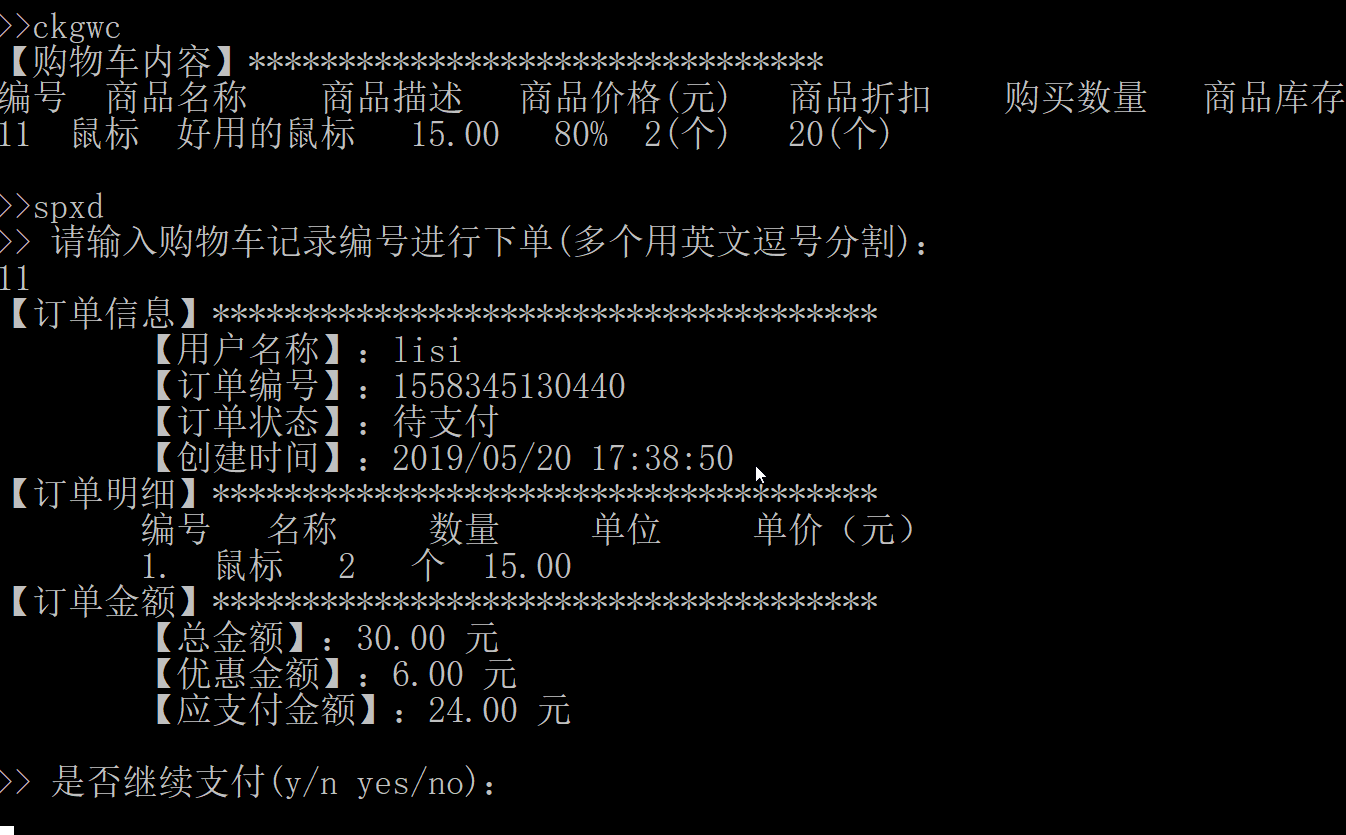 >>ckgwc
【购物车内容】********************************
编号 商品名称 商品描述 商品价格(元) 商品折扣 购买数量 商品库存
11 鼠标 好用的鼠标 15.00 80% 2(个) 20(个)
>>spxd
>> 请输入购物车记录编号进行下单(多个用英文逗号分割)：
11
【订单信息】*************************************
【用户名称】：lisi
【订单编号】：1558345130440
【订单状态】：待支付
【创建时间】：2019/05/20 17:38:50
【订单明细】*************************************
编号 名称 数量 单位 单价（元）
1. 鼠标 2 个 15.00
【订单金额】*************************************
【总金额】：30.00 元
【优惠金额】：6.00 元
【应支付金额】：24.00 元
>> 是否继续支付(y/n yes/no)：